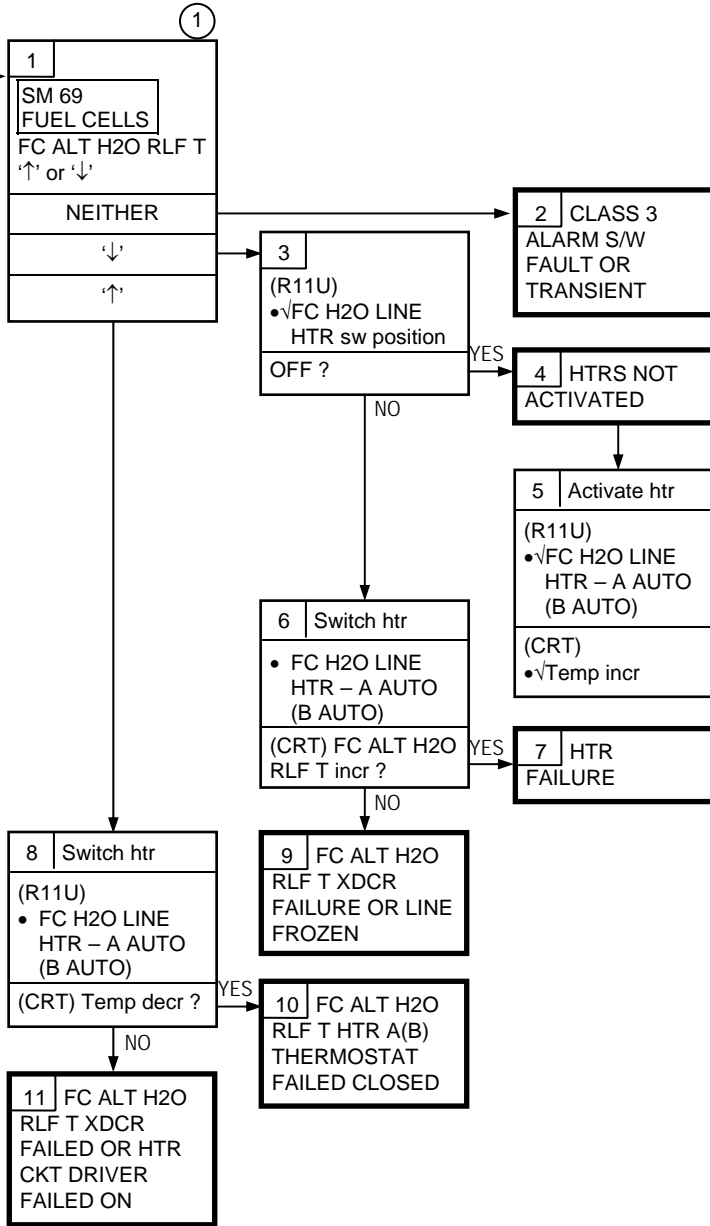 1
1
SM 69
FUEL CELLS
FC ALT H2O RLF T
‘↑’ or ‘↓’
NEITHER
‘↓’
‘↑’
2 CLASS 3
ALARM S/W
FAULT OR
TRANSIENT
3
(R11U)
•√FC H2O LINE
HTR sw position
OFF ?
YES
NO
4 HTRS NOT
ACTIVATED
5 Activate htr
(R11U)
•√FC H2O LINE
HTR – A AUTO
(B AUTO)
(CRT)
•√Temp incr
6 Switch htr
• FC H2O LINE
HTR – A AUTO
(B AUTO)
(CRT) FC ALT H2O
RLF T incr ?
YES
NO
7 HTR
FAILURE
8 Switch htr
(R11U)
• FC H2O LINE
HTR – A AUTO
(B AUTO)
(CRT) Temp decr ?
YES
NO
9 FC ALT H2O
RLF T XDCR
FAILURE OR LINE
FROZEN
10 FC ALT H2O
RLF T HTR A(B)
THERMOSTAT
FAILED CLOSED
11 FC ALT H2O
RLF T XDCR
FAILED OR HTR
CKT DRIVER
FAILED ON